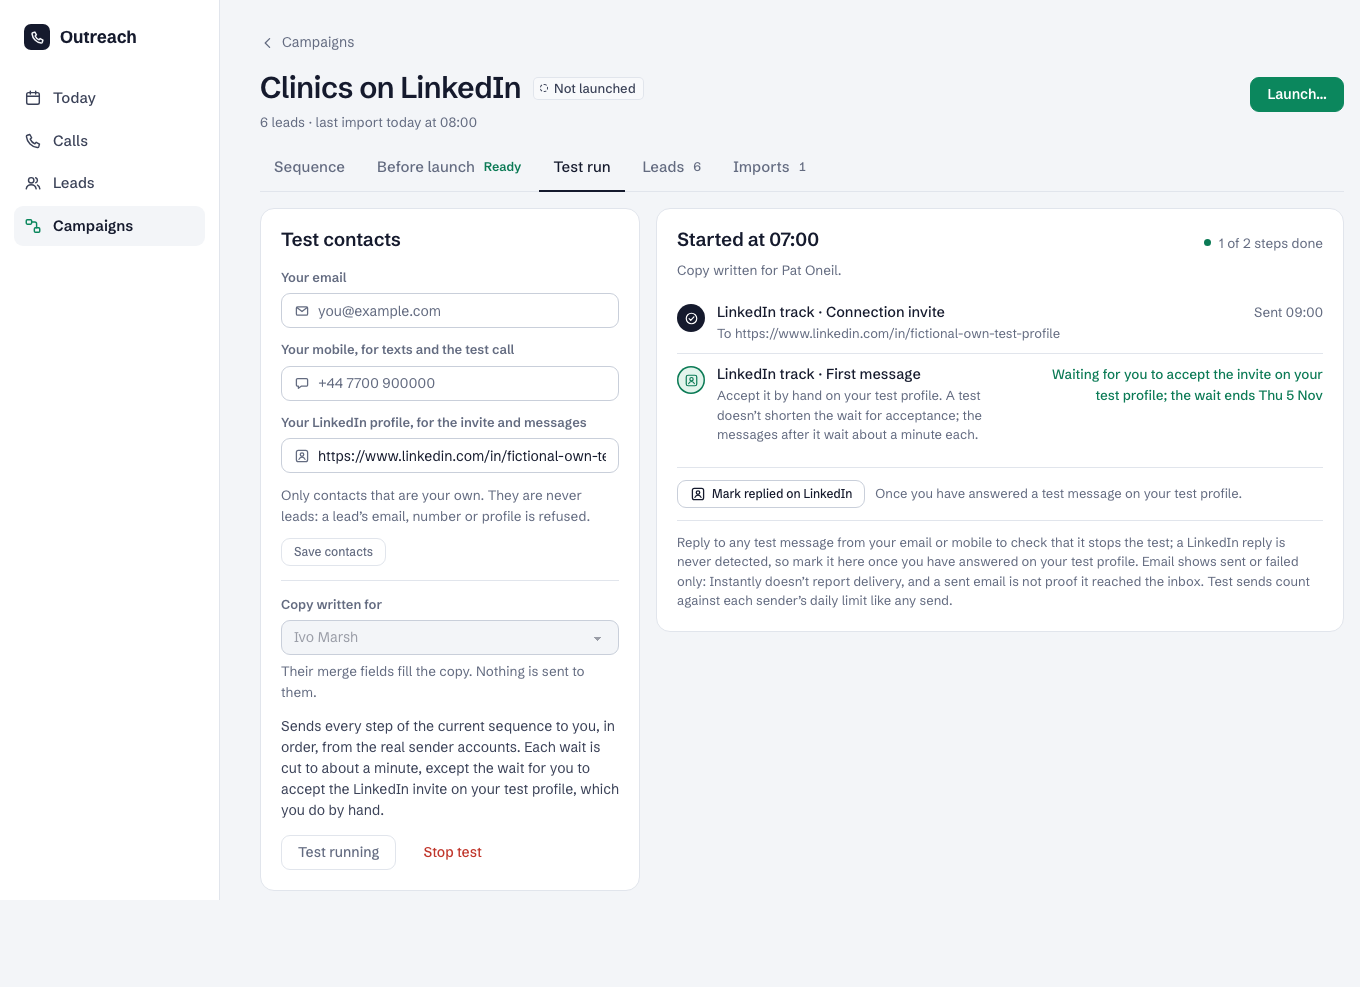 Outreach
Today
Calls
Leads
Campaigns
Campaigns
Clinics on LinkedIn
Not launched
Launch...
6 leads · last import today at 08:00
Sequence
Before launch Ready
Test run
Leads 6
Imports 1
Test contacts
Your email
you@example.com
Your mobile, for texts and the test call
+44 7700 900000
Your LinkedIn profile, for the invite and messages
https://www.linkedin.com/in/fictional-own-te
Only contacts that are your own. They are never
leads: a lead’s email, number or profile is refused.
Save contacts
Copy written for
Ivo Marsh
Their merge fields fill the copy. Nothing is sent to
them.
Sends every step of the current sequence to you, in
order, from the real sender accounts. Each wait is
cut to about a minute, except the wait for you to
accept the LinkedIn invite on your test profile, which
you do by hand.
Test running
Stop test
Started at 07:00
1 of 2 steps done
Copy written for Pat Oneil.
LinkedIn track · Connection invite
Sent 09:00
To https://www.linkedin.com/in/fictional-own-test-profile
LinkedIn track · First message
Waiting for you to accept the invite on your
test profile; the wait ends Thu 5 Nov
Accept it by hand on your test profile. A test
doesn’t shorten the wait for acceptance; the
messages after it wait about a minute each.
Mark replied on LinkedIn
Once you have answered a test message on your test profile.
Reply to any test message from your email or mobile to check that it stops the test; a LinkedIn reply is
never detected, so mark it here once you have answered on your test profile. Email shows sent or failed
only: Instantly doesn’t report delivery, and a sent email is not proof it reached the inbox. Test sends count
against each sender’s daily limit like any send.